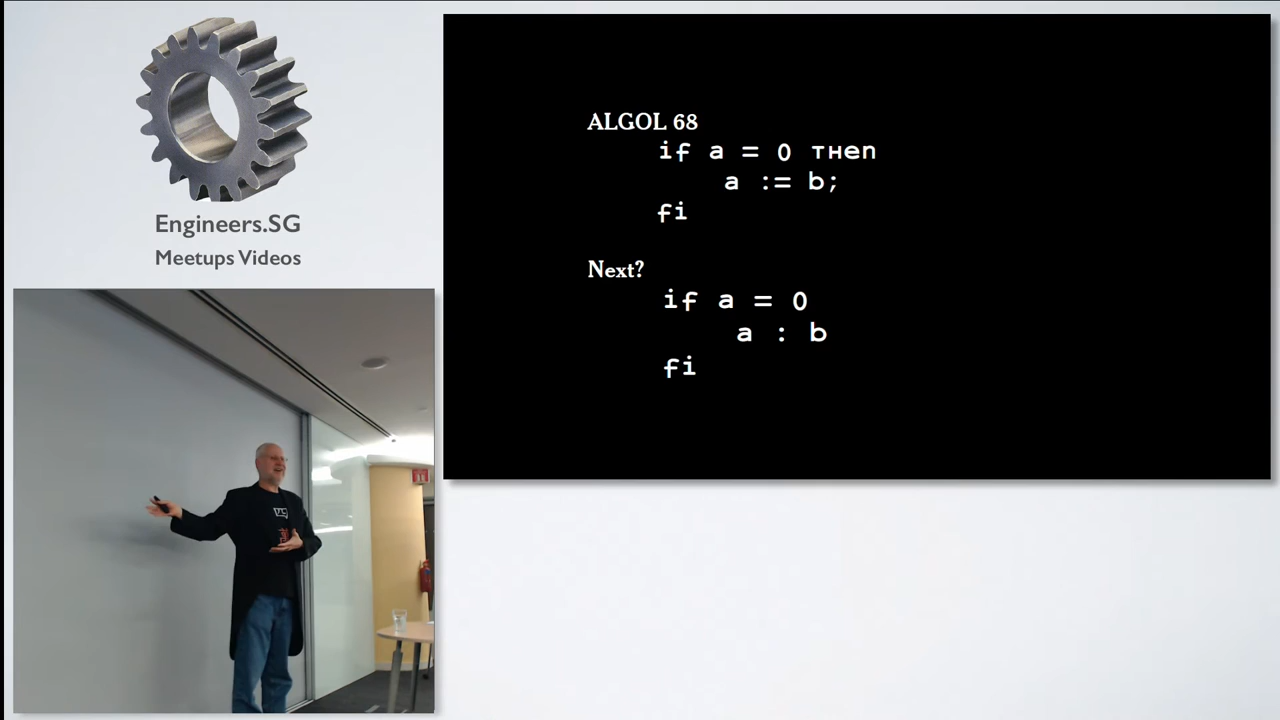 Engineers.SG
Meetups Videos
ALGOL 68
if a = 0 THen
a := b;
fi
Next?
if a = 0
a : b
fi